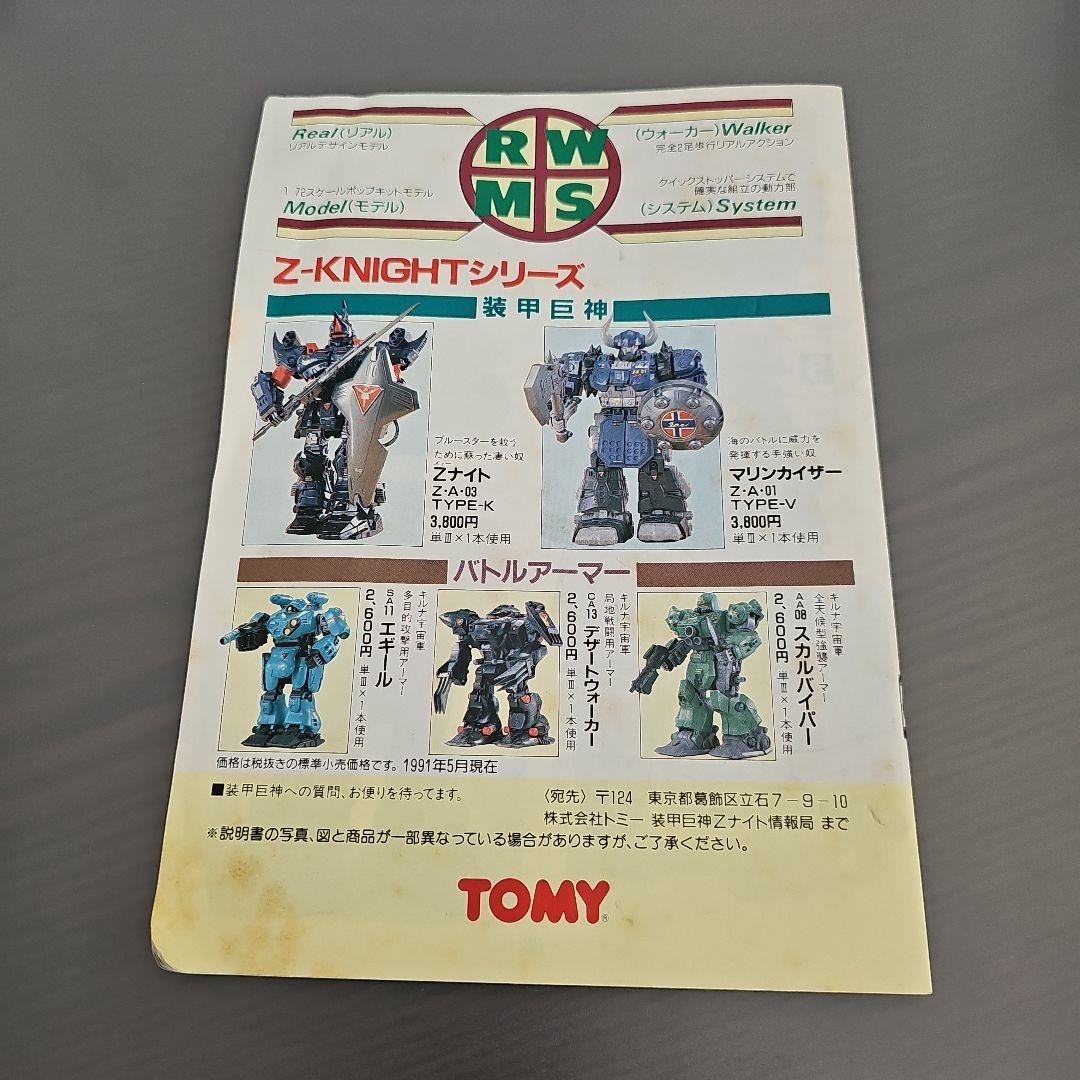 Real(リアル)
リアルデザインモデル
1/72スケールポップキットモデル
Model(モデル)
RW
MS
(ウォーカー)Walker
完全2足歩行リアルアクション
クイックストッパーシステムで
確実な組立の動力部
(システム)System
Z-KNIGHTシリーズ
装甲巨神
ブルースターを救う
ために蘇った凄い奴
Zナイト
Z・A・03
TYPE-K
3,800円
単Ⅲ×1本使用
海のバトルに威力を
発揮する手強い奴
マリンカイザー
Z・A・01
TYPE-V
3,800円
単Ⅲ×1本使用
バトルアーマー
キルナ宇宙軍
多目的攻撃用アーマー
SA11 エギール
2,600円 単Ⅲ×1本使用
キルナ宇宙軍
局地戦闘用アーマー
CA13 デザートウォーカー
2,600円 単Ⅲ×1本使用
キルナ宇宙軍
全天候型強襲アーマー
AA08 スカルバイパー
2,600円 単Ⅲ×1本使用
価格は税抜きの標準小売価格です。1991年5月現在
■装甲巨神への質問、お便りを待ってます。
〈宛先〉〒124 東京都葛飾区立石7-9-10
株式会社トミー 装甲巨神Zナイト情報局 まで
※説明書の写真、図と商品が一部異なっている場合がありますが、ご了承ください。
TOMY®